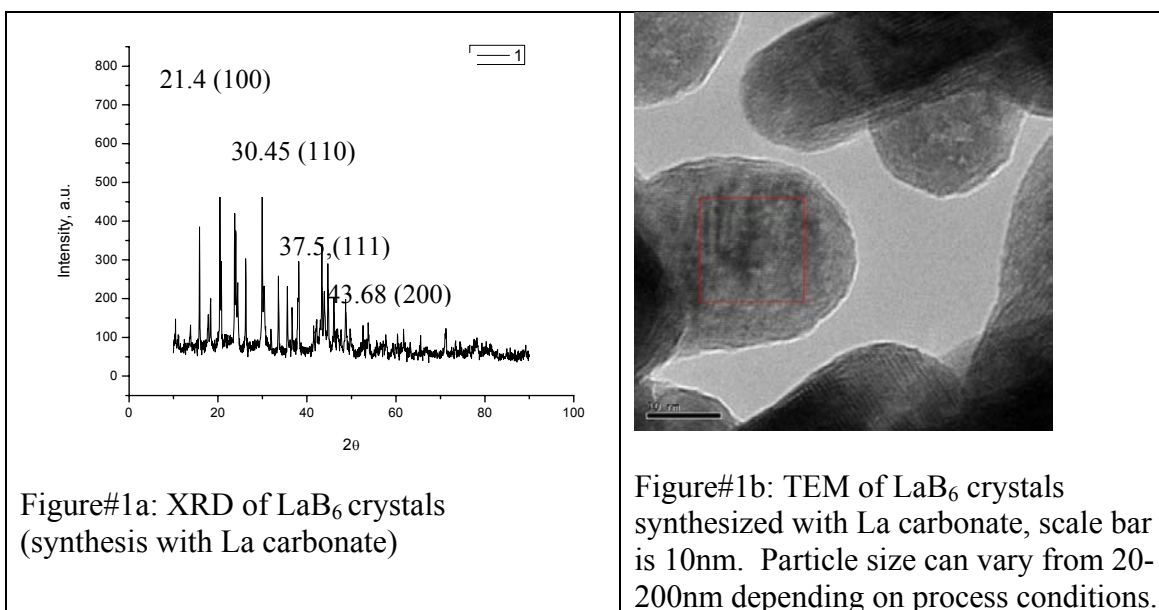 1
800
21.4 (100)
700
600
30.45 (110)
500
400
37.5,(111)
300
43.68 (200)
200
100
0
Intensity, a.u.
0 20 40 60 80 100
2θ
Figure#1a: XRD of LaB₆ crystals
(synthesis with La carbonate)
10 nm
Figure#1b: TEM of LaB₆ crystals
synthesized with La carbonate, scale bar
is 10nm. Particle size can vary from 20-
200nm depending on process conditions.